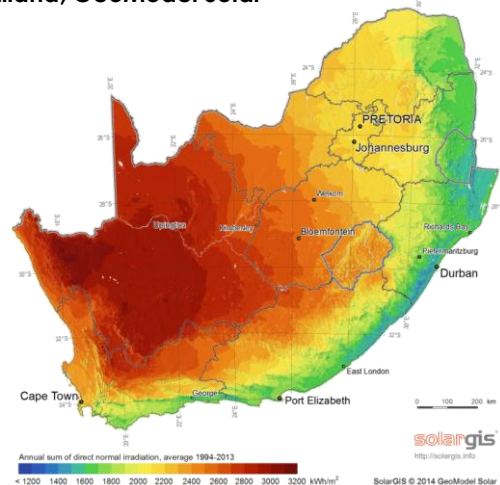 GeoModel Solar
PRETORIA
Johannesburg
Welkom
Upington
Kimberley
Bloemfontein
Richards Bay
Pietermaritzburg
Durban
East London
Cape Town
George
Port Elizabeth
0 100 200 km
solargis
http://solargis.info
Annual sum of direct normal irradiation, average 1994-2013
< 1200 1400 1600 1800 2000 2200 2400 2600 2800 3000 3200 kWh/m²
SolarGIS © 2014 GeoModel Solar